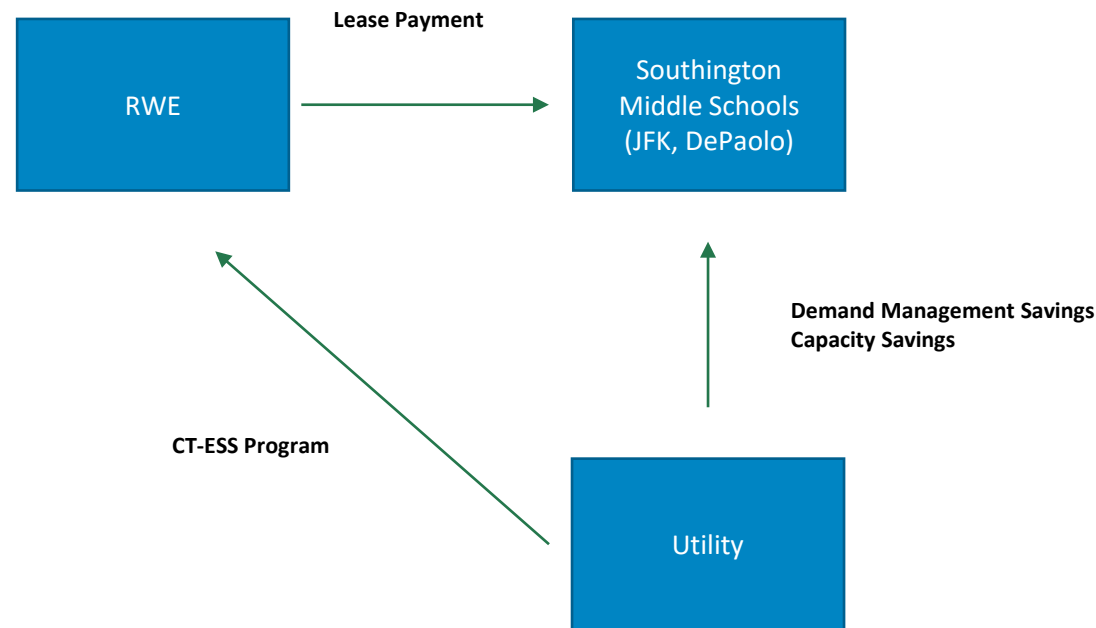 Lease Payment
RWE
Southington
Middle Schools
(JFK, DePaolo)
Demand Management Savings
Capacity Savings
CT-ESS Program
Utility